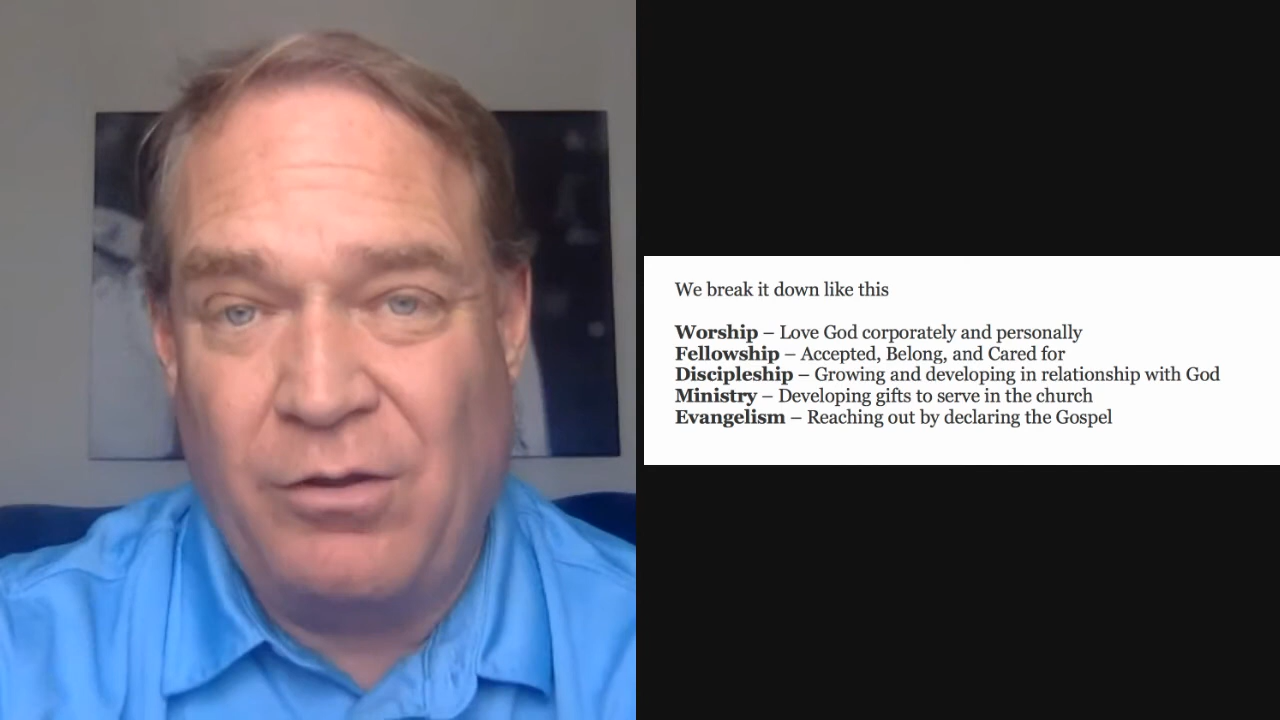 We break it down like this
Worship – Love God corporately and personally
Fellowship – Accepted, Belong, and Cared for
Discipleship – Growing and developing in relationship with God
Ministry – Developing gifts to serve in the church
Evangelism – Reaching out by declaring the Gospel